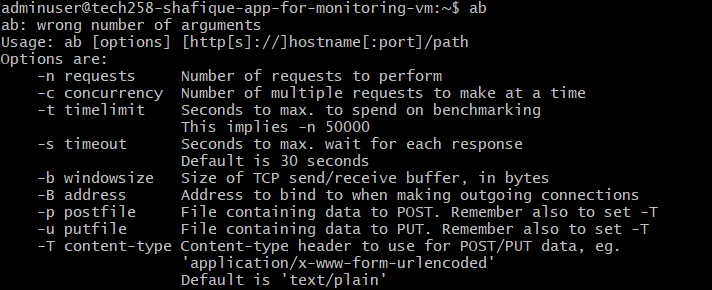 adminuser@tech258-shafique-app-for-monitoring-vm:~$ ab
ab: wrong number of arguments
Usage: ab [options] [http[s]://]hostname[:port]/path
Options are:
    -n requests     Number of requests to perform
    -c concurrency  Number of multiple requests to make at a time
    -t timelimit    Seconds to max. to spend on benchmarking
                    This implies -n 50000
    -s timeout      Seconds to max. wait for each response
                    Default is 30 seconds
    -b windowsize   Size of TCP send/receive buffer, in bytes
    -B address      Address to bind to when making outgoing connections
    -p postfile     File containing data to POST. Remember also to set -T
    -u putfile      File containing data to PUT. Remember also to set -T
    -T content-type Content-type header to use for POST/PUT data, eg.
                    'application/x-www-form-urlencoded'
                    Default is 'text/plain'